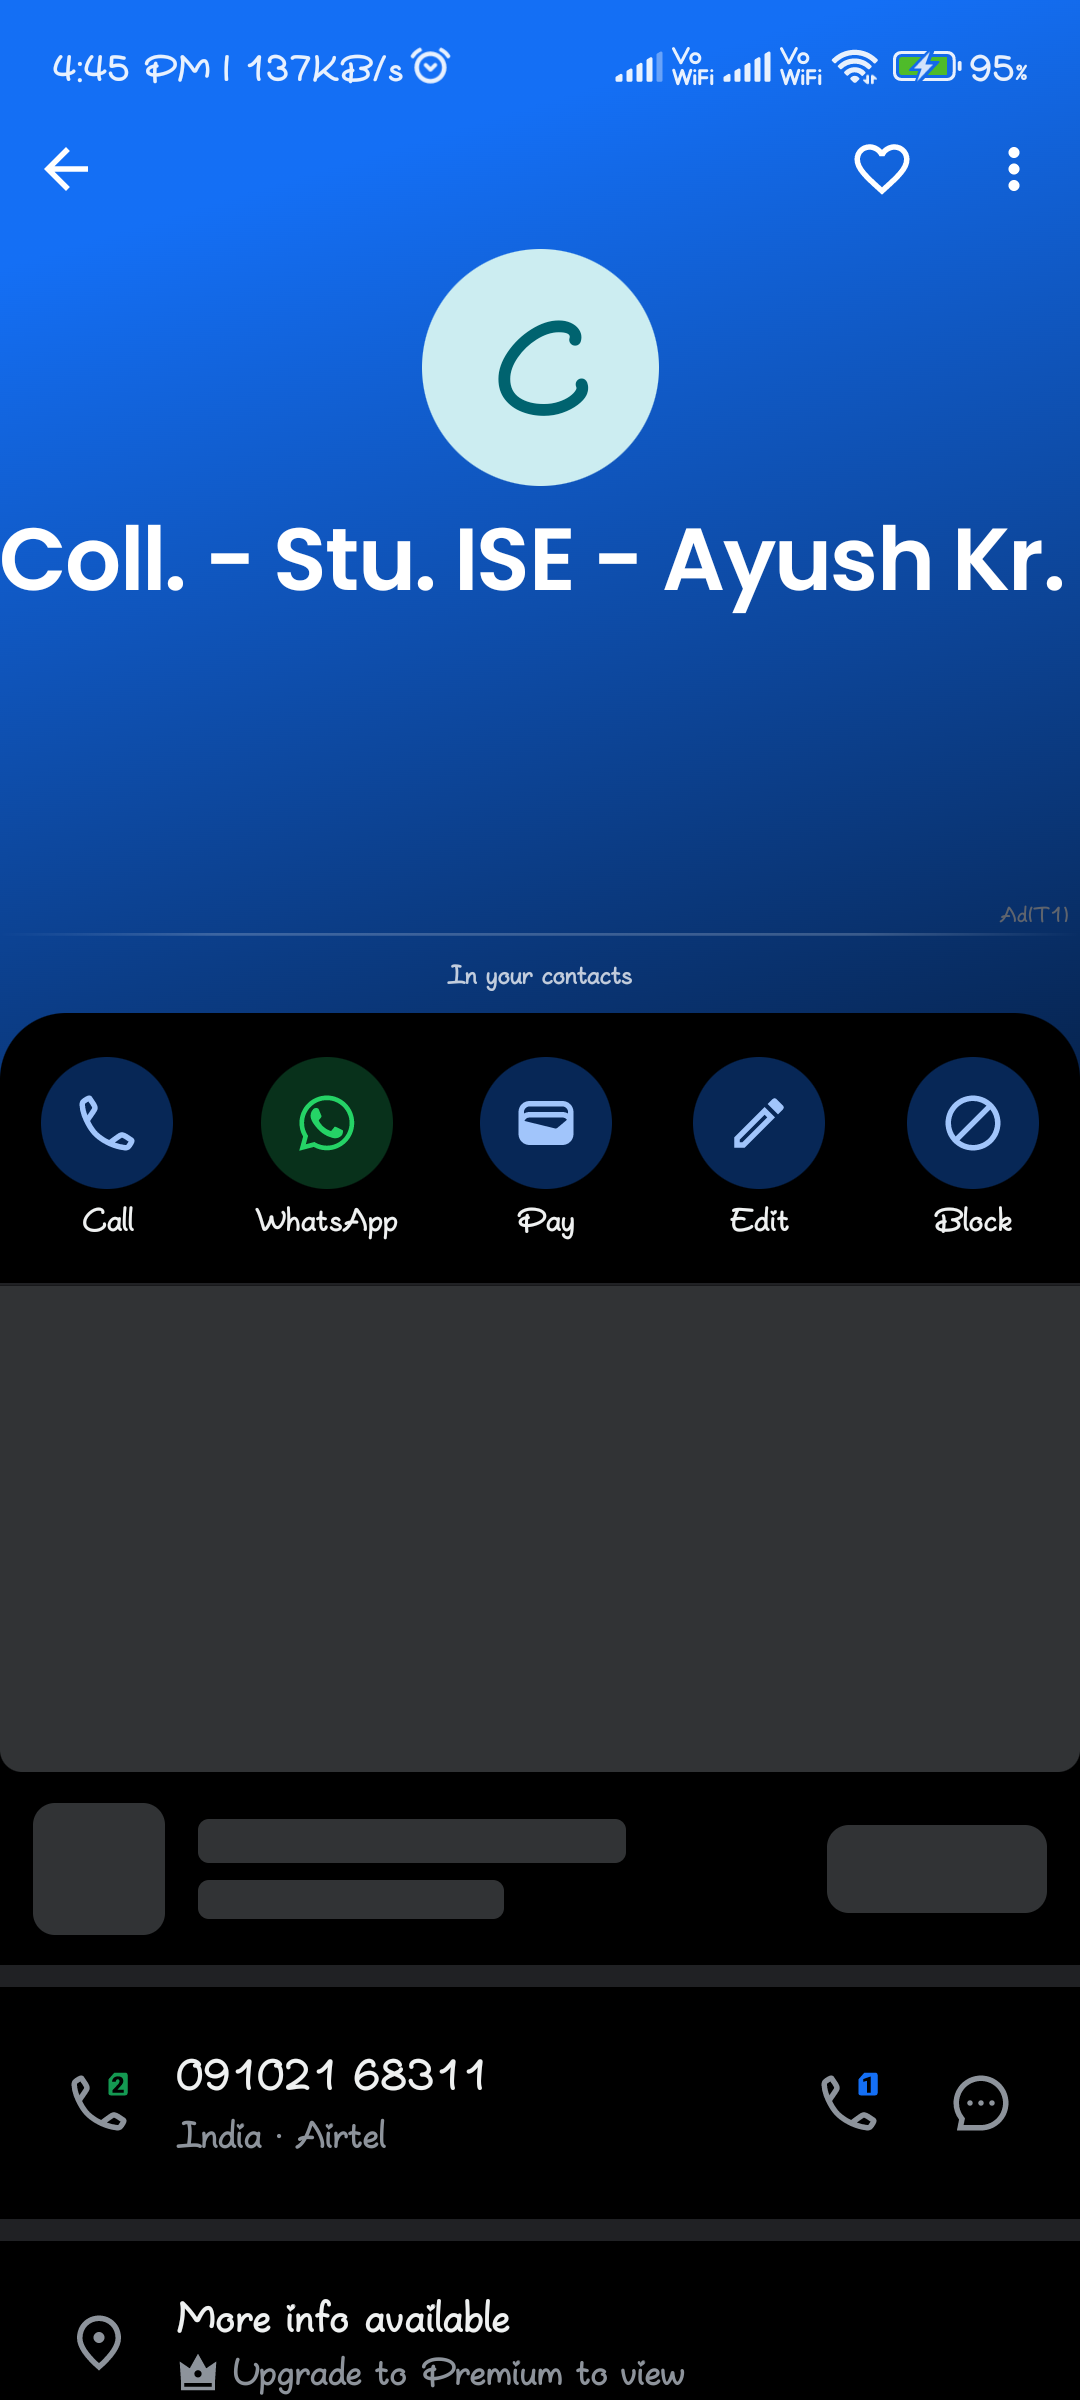 4:45 PM | 137KB/s Vo WiFi Vo WiFi 95%
C
Coll. - Stu. ISE - Ayush Kr.
Ad(T1)
In your contacts
Call WhatsApp Pay Edit Block
2 091021 68311 1
India · Airtel
More info available
Upgrade to Premium to view